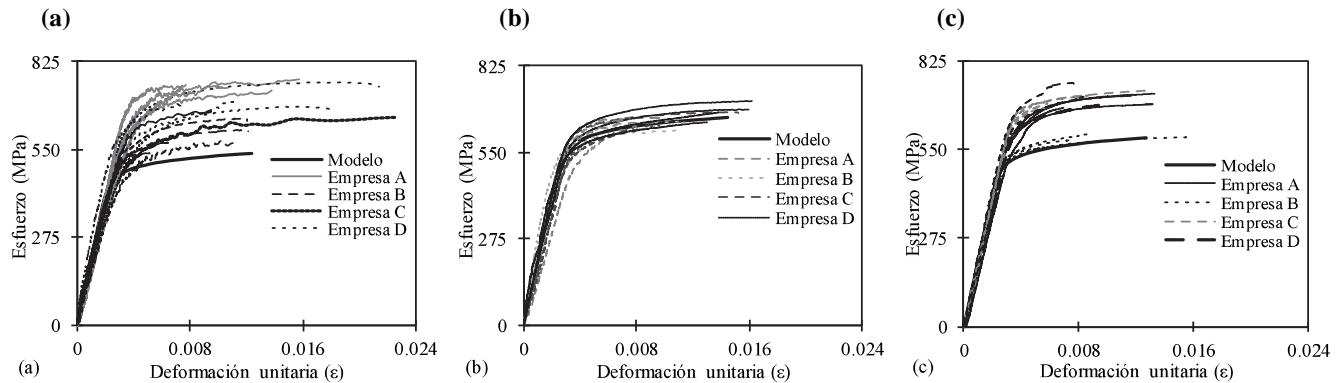 (a)
825
550
275
0
0
0.008
0.016
0.024
Esfuerzo (MPa)
Deformación unitaria (ε)
Modelo
Empresa A
Empresa B
Empresa C
Empresa D
(a)
(b)
825
550
275
0
0
0.008
0.016
0.024
Esfuerzo (MPa)
Deformación unitaria (ε)
Modelo
Empresa A
Empresa B
Empresa C
Empresa D
(b)
(c)
825
550
275
0
0
0.008
0.016
0.024
Esfuerzo (MPa)
Deformación unitaria (ε)
Modelo
Empresa A
Empresa B
Empresa C
Empresa D
(c)